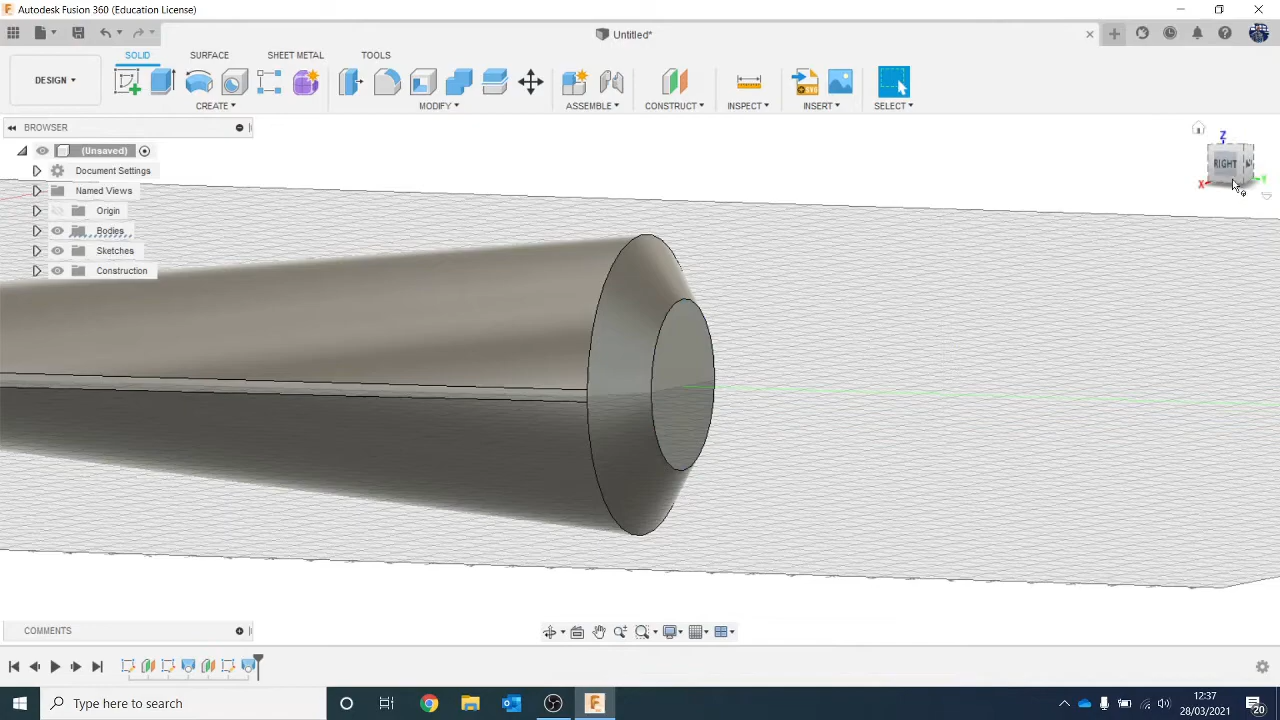 Autodesk Fusion 360 (Education License)
Untitled*
SOLID
SURFACE
SHEET METAL
TOOLS
DESIGN
CREATE
MODIFY
ASSEMBLE
CONSTRUCT
INSPECT
INSERT
SELECT
BROWSER
(Unsaved)
Document Settings
Named Views
Origin
Bodies
Sketches
Construction
Z
RIGHT
X
Y
COMMENTS
Type here to search
12:37
28/03/2021
20